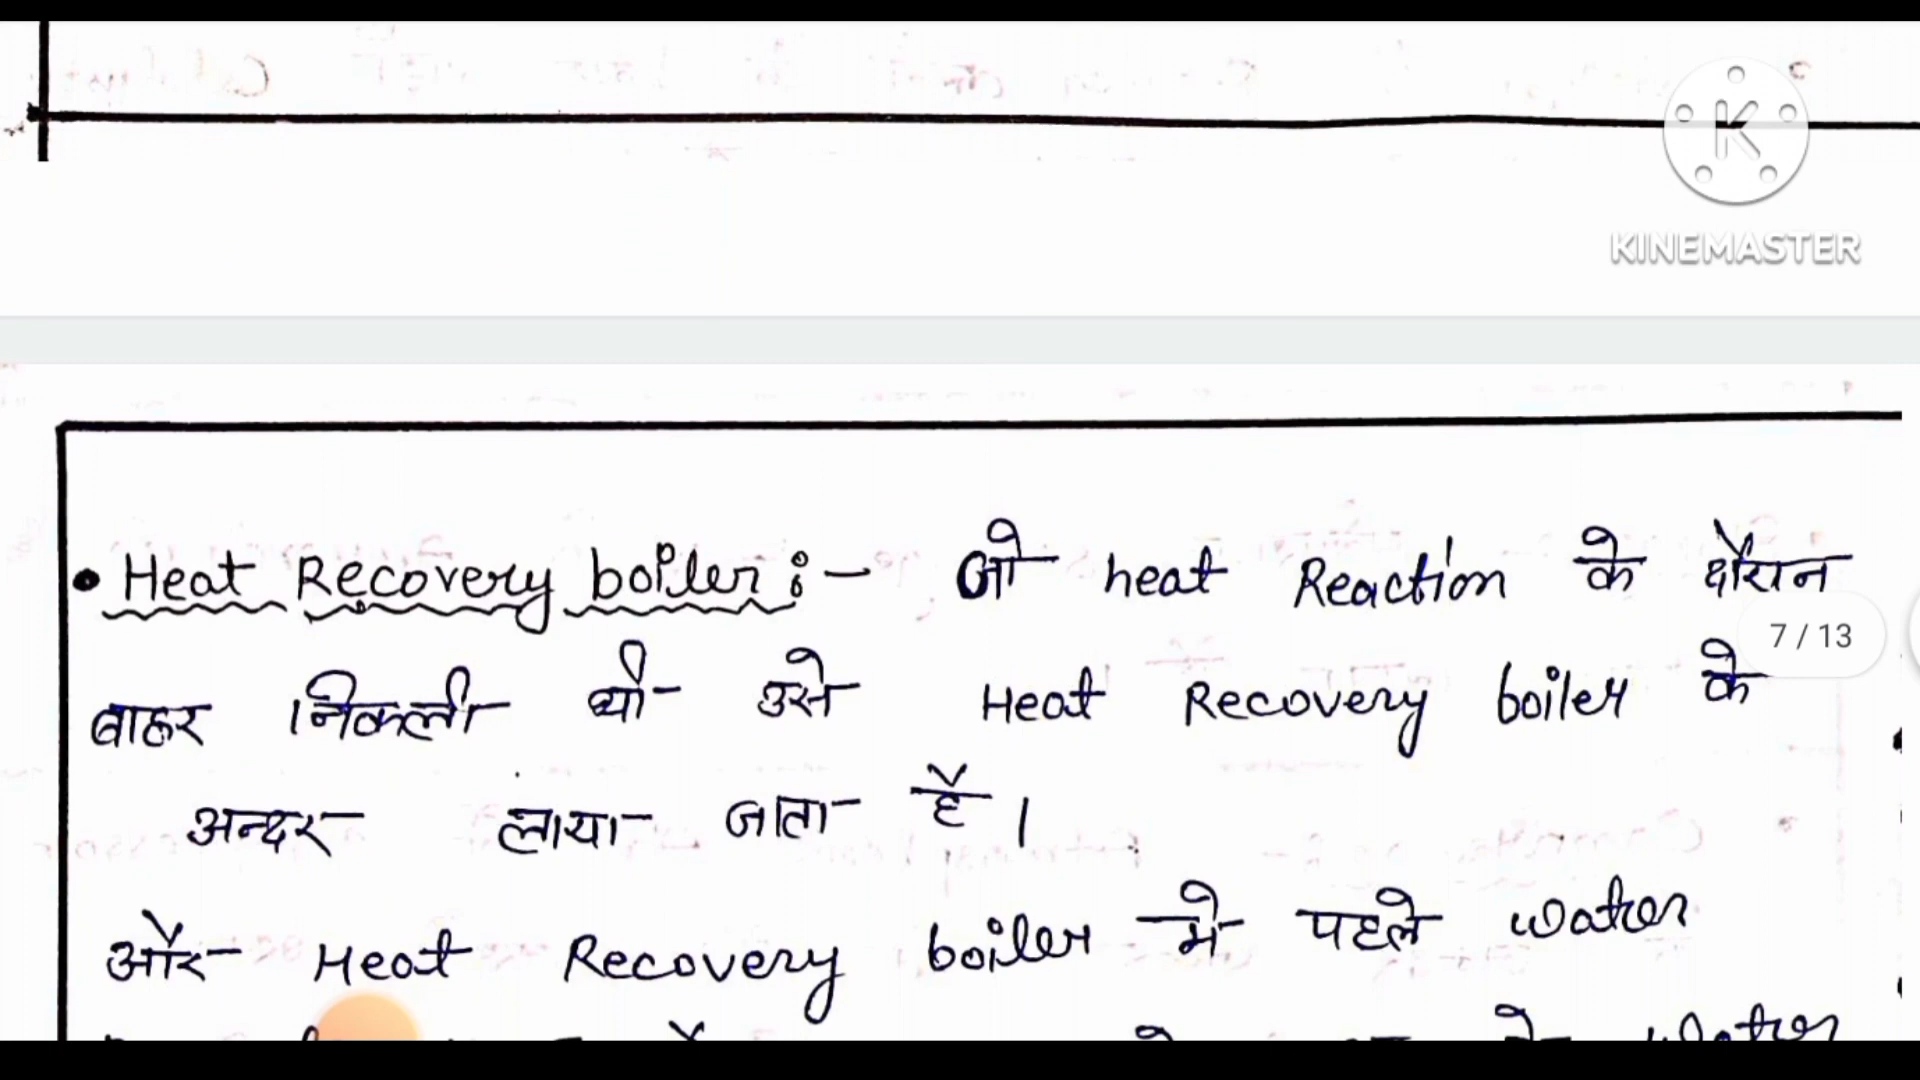 KINEMASTER
• Heat Recovery boiler :- जो heat Reaction के दौरान
7 / 13
बाहर निकली थी उसे Heat Recovery boiler के
अन्दर लाया जाता है ।
और Heat Recovery boiler में पहले water
water